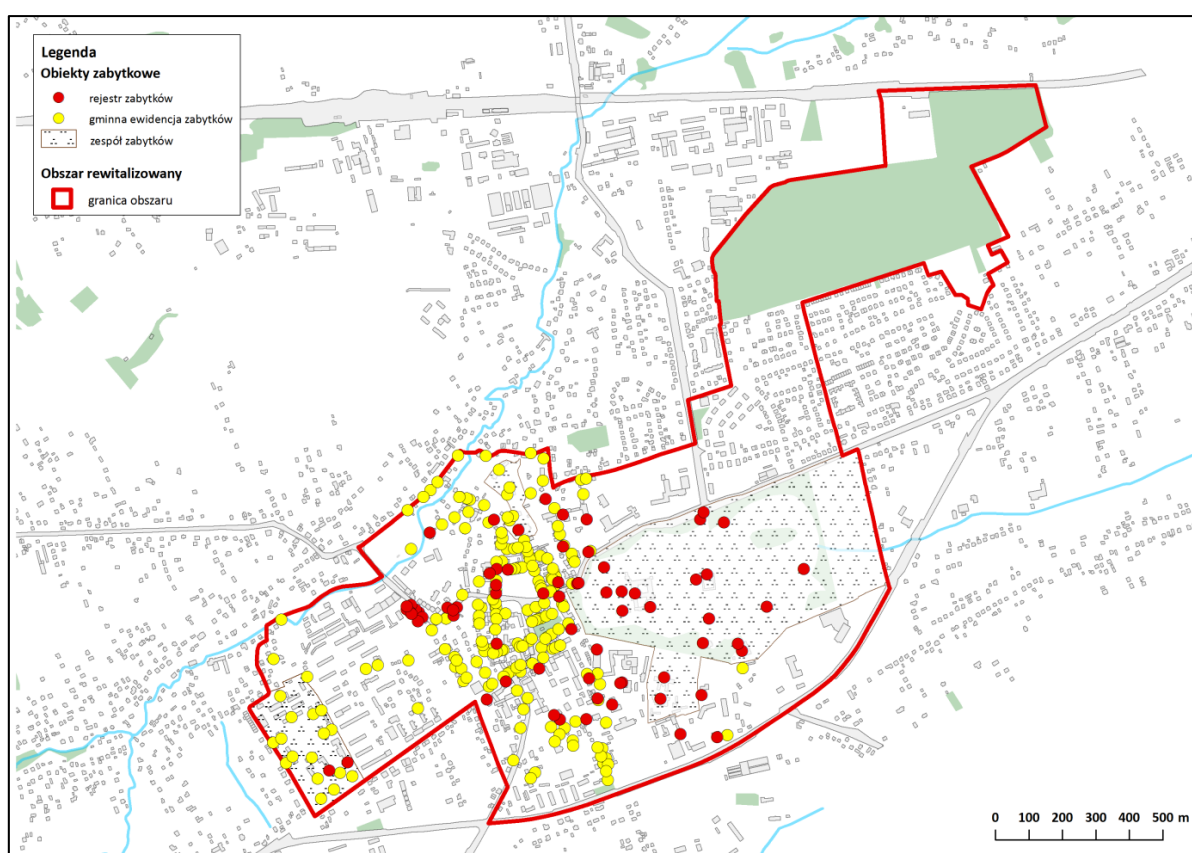 Legenda
Obiekty zabytkowe
rejestr zabytków
gminna ewidencja zabytków
zespół zabytków
Obszar rewitalizowany
granica obszaru
0 100 200 300 400 500 m